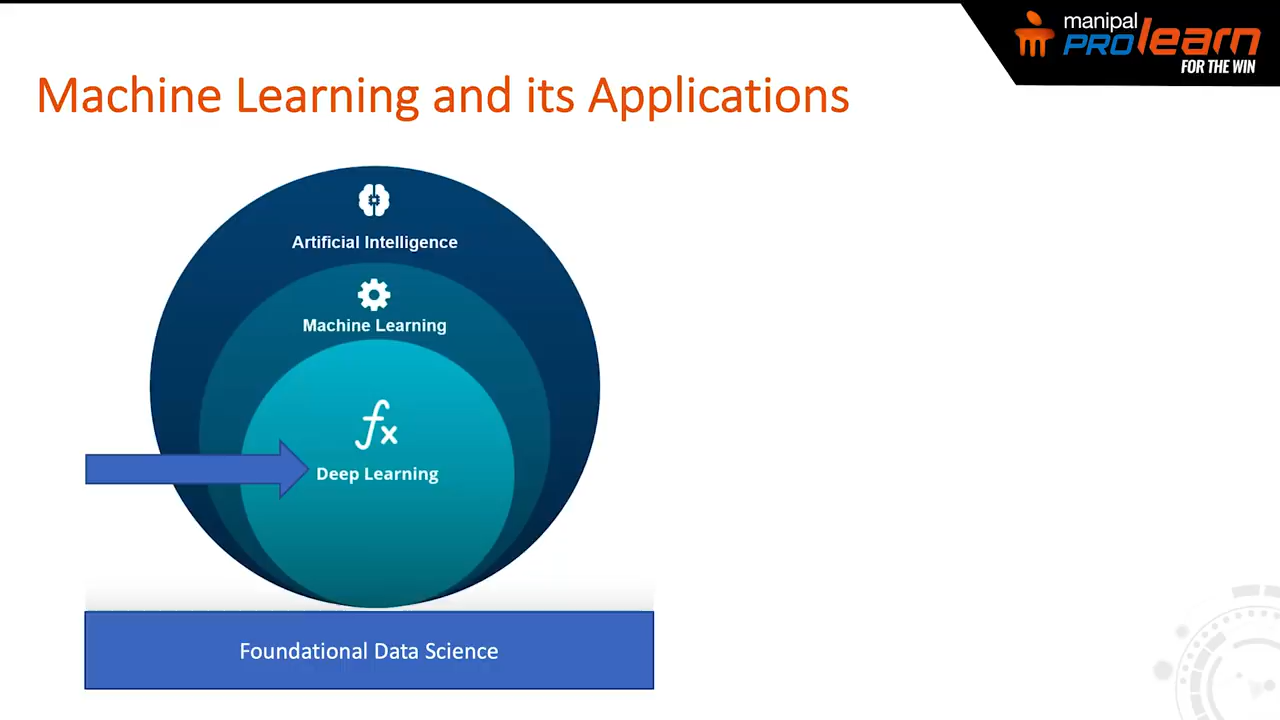 manipal
PROlearn
FOR THE WIN
Machine Learning and its Applications
Artificial Intelligence
Machine Learning
fx
Deep Learning
Foundational Data Science